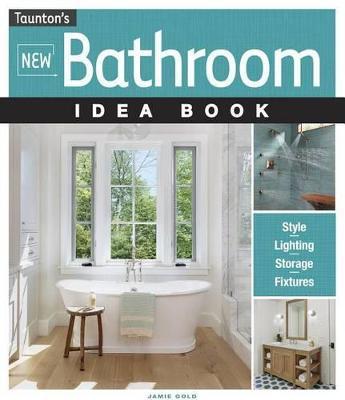 Taunton's
NEW Bathroom
IDEA BOOK
Style
Lighting
Storage
Fixtures
JAMIE GOLD